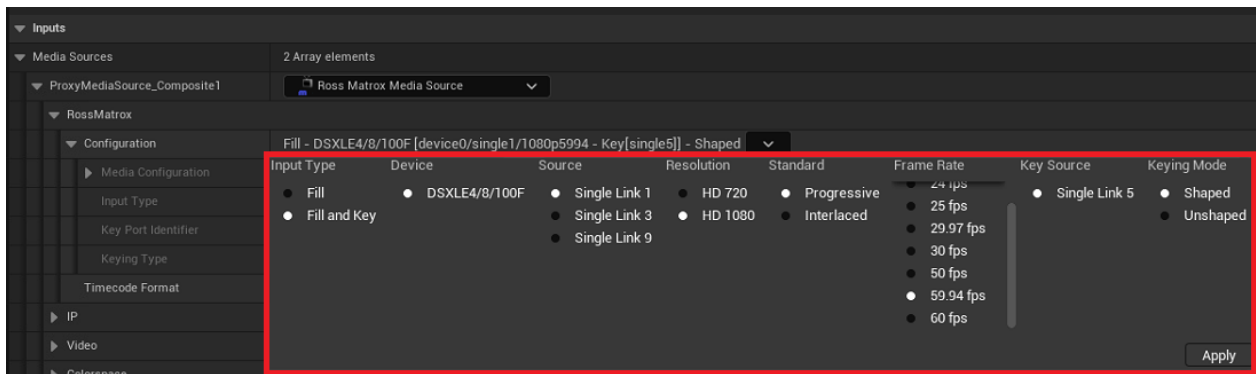 Inputs
Media Sources
2 Array elements
ProxyMediaSource_Composite1
Ross Matrox Media Source
RossMatrox
Configuration
Fill - DSXLE4/8/100F [device0/single1/1080p5994 - Key[single5]] - Shaped
Media Configuration
Input Type
Key Port Identifier
Keying Type
Timecode Format
IP
Video
Colorspace
Input Type
Fill
Fill and Key
Device
DSXLE4/8/100F
Source
Single Link 1
Single Link 3
Single Link 9
Resolution
HD 720
HD 1080
Standard
Progressive
Interlaced
Frame Rate
24 fps
25 fps
29.97 fps
30 fps
50 fps
59.94 fps
60 fps
Key Source
Single Link 5
Keying Mode
Shaped
Unshaped
Apply